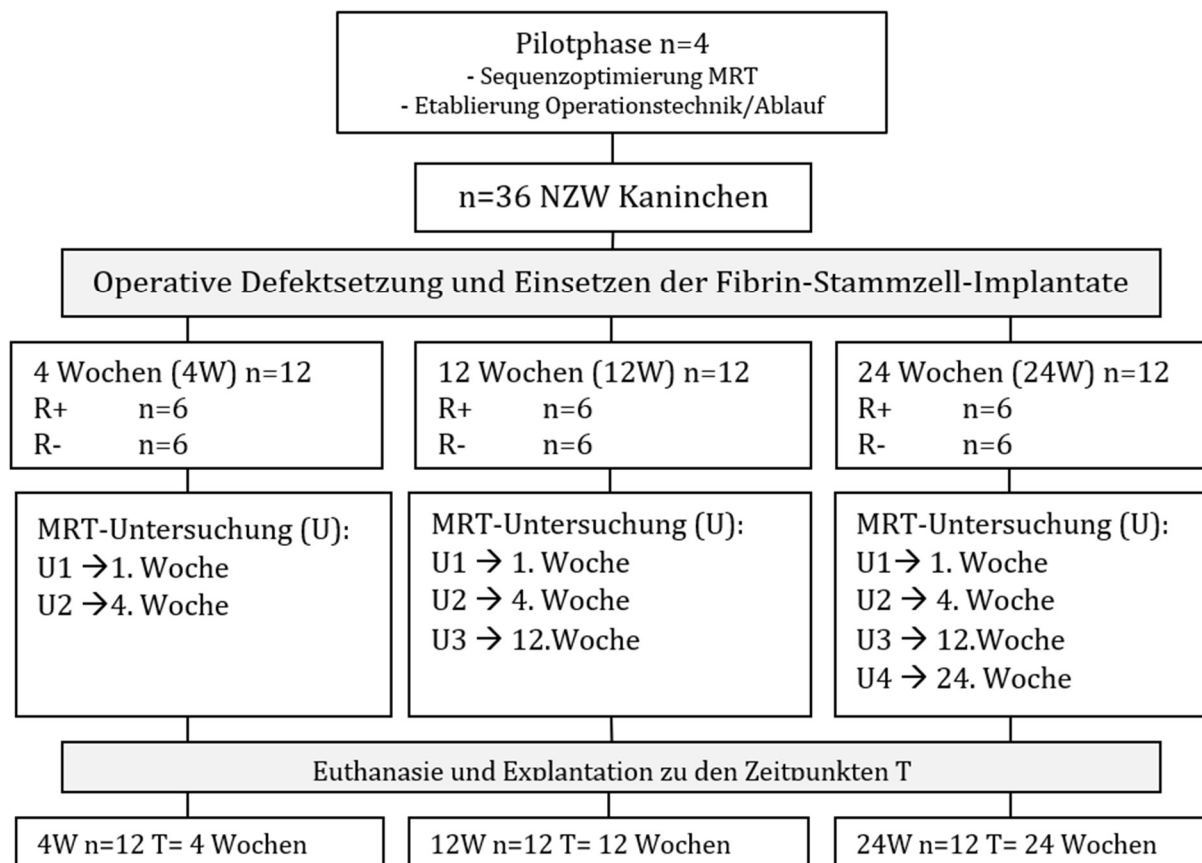 Pilotphase n=4
- Sequenzoptimierung MRT
- Etablierung Operationstechnik/Ablauf
n=36 NZW Kaninchen
Operative Defektsetzung und Einsetzen der Fibrin-Stammzell-Implantate
4 Wochen (4W) n=12
R+ n=6
R- n=6
12 Wochen (12W) n=12
R+ n=6
R- n=6
24 Wochen (24W) n=12
R+ n=6
R- n=6
MRT-Untersuchung (U):
U1 →1. Woche
U2 →4. Woche
MRT-Untersuchung (U):
U1 → 1. Woche
U2 → 4. Woche
U3 → 12.Woche
MRT-Untersuchung (U):
U1→ 1. Woche
U2 → 4. Woche
U3 → 12.Woche
U4 → 24. Woche
Euthanasie und Explantation zu den Zeitpunkten T
4W n=12 T= 4 Wochen
12W n=12 T= 12 Wochen
24W n=12 T= 24 Wochen